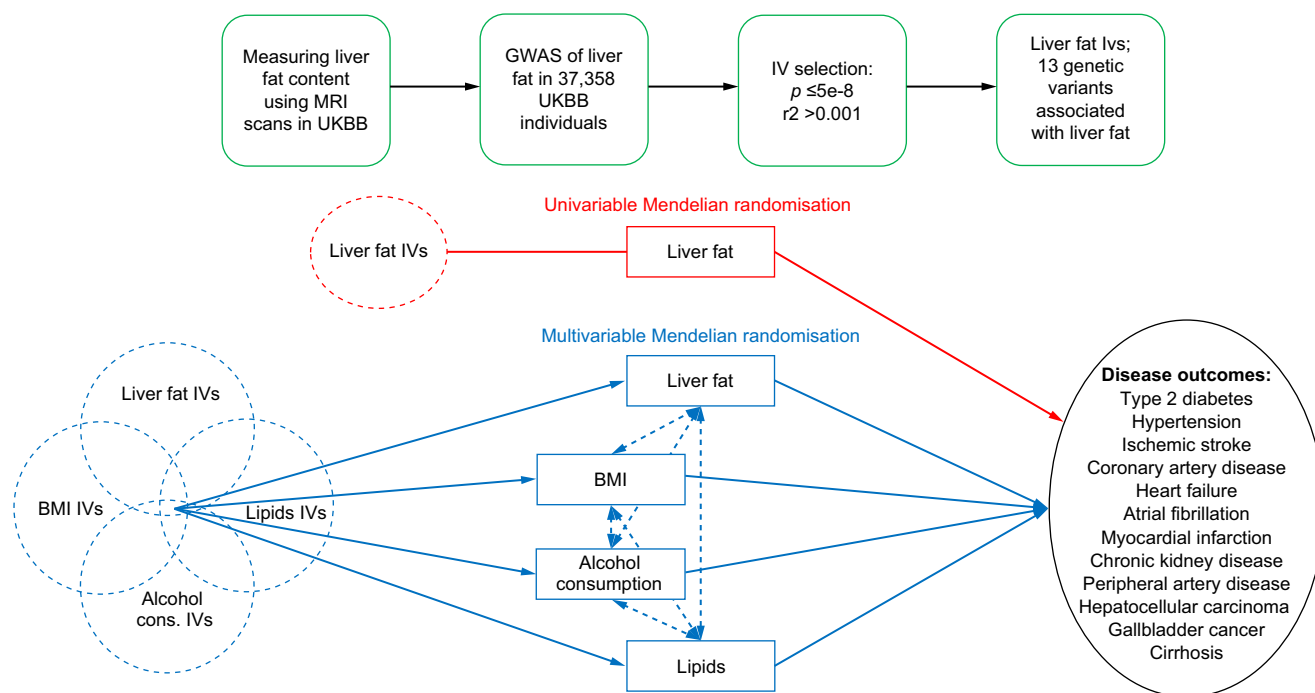 Measuring liver
fat content
using MRI
scans in UKBB
GWAS of liver
fat in 37,358
UKBB
individuals
IV selection:
p ≤5e-8
r2 >0.001
Liver fat Ivs;
13 genetic
variants
associated
with liver fat
Univariable Mendelian randomisation
Liver fat IVs
Liver fat
Multivariable Mendelian randomisation
Liver fat IVs
BMI IVs
Lipids IVs
Alcohol
cons. IVs
Liver fat
BMI
Alcohol
consumption
Lipids
Disease outcomes:
Type 2 diabetes
Hypertension
Ischemic stroke
Coronary artery disease
Heart failure
Atrial fibrillation
Myocardial infarction
Chronic kidney disease
Peripheral artery disease
Hepatocellular carcinoma
Gallbladder cancer
Cirrhosis